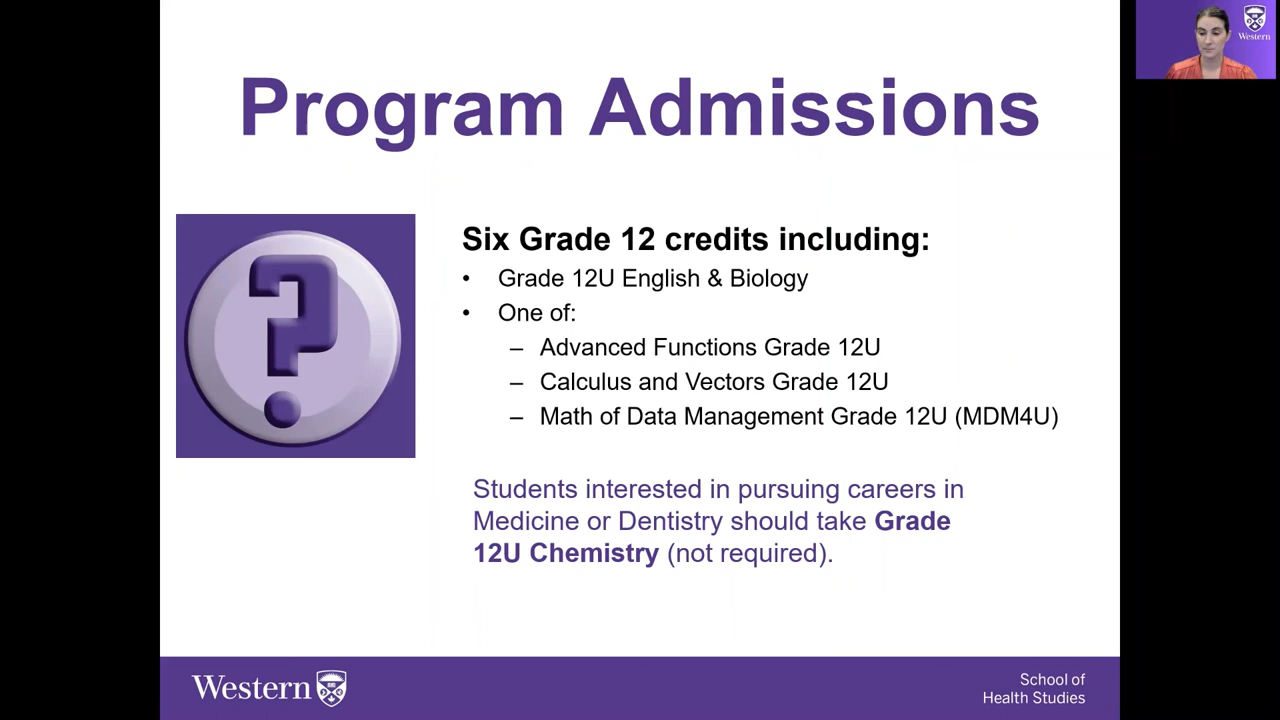 Western
Program Admissions
?
Six Grade 12 credits including:
• Grade 12U English & Biology
• One of:
– Advanced Functions Grade 12U
– Calculus and Vectors Grade 12U
– Math of Data Management Grade 12U (MDM4U)
Students interested in pursuing careers in
Medicine or Dentistry should take Grade
12U Chemistry (not required).
Western
School of
Health Studies